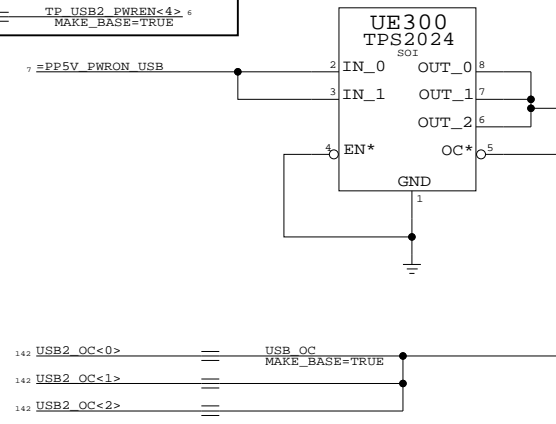 TP_USB2_PWREN<4> 6
MAKE_BASE=TRUE
UE300
TPS2024
SOI
7 =PP5V_PWRON_USB
2 IN_0 OUT_0 8
3 IN_1 OUT_1 7
OUT_2 6
4 EN* OC* 5
GND
1
142 USB2_OC<0> USB_OC
MAKE_BASE=TRUE
142 USB2_OC<1>
142 USB2_OC<2>